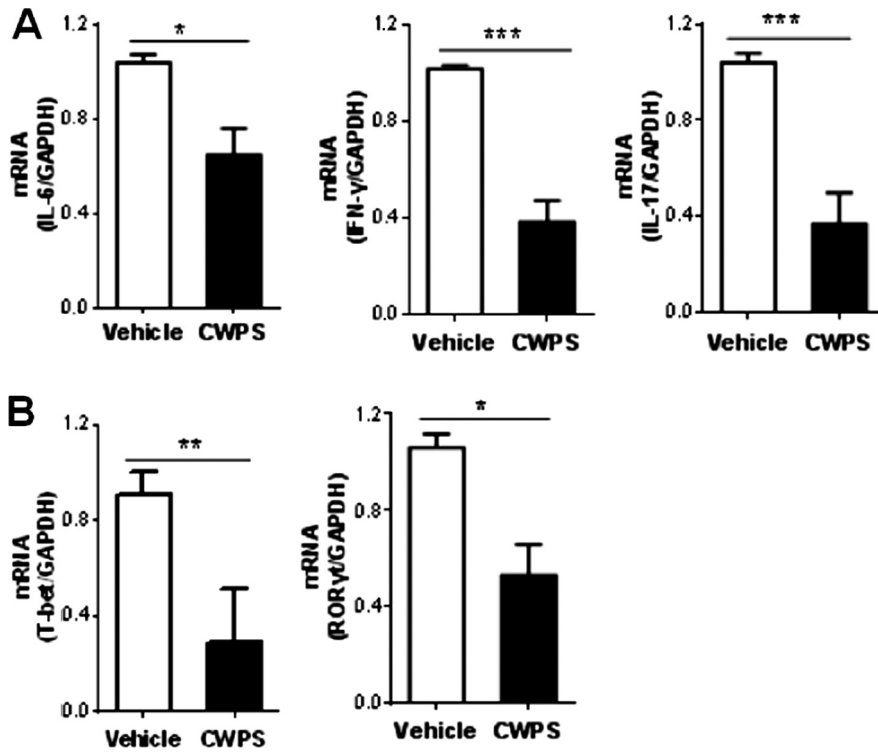 A
mRNA
(IL-6/GAPDH)
1.2
0.8
0.4
0.0
*
Vehicle CWPS
mRNA
(IFN-γ/GAPDH)
1.2
0.8
0.4
0.0
***
Vehicle CWPS
mRNA
(IL-17/GAPDH)
1.2
0.8
0.4
0.0
***
Vehicle CWPS
B
mRNA
(T-bet/GAPDH)
1.2
0.8
0.4
0.0
**
Vehicle CWPS
mRNA
(RORγt/GAPDH)
1.2
0.8
0.4
0.0
*
Vehicle CWPS